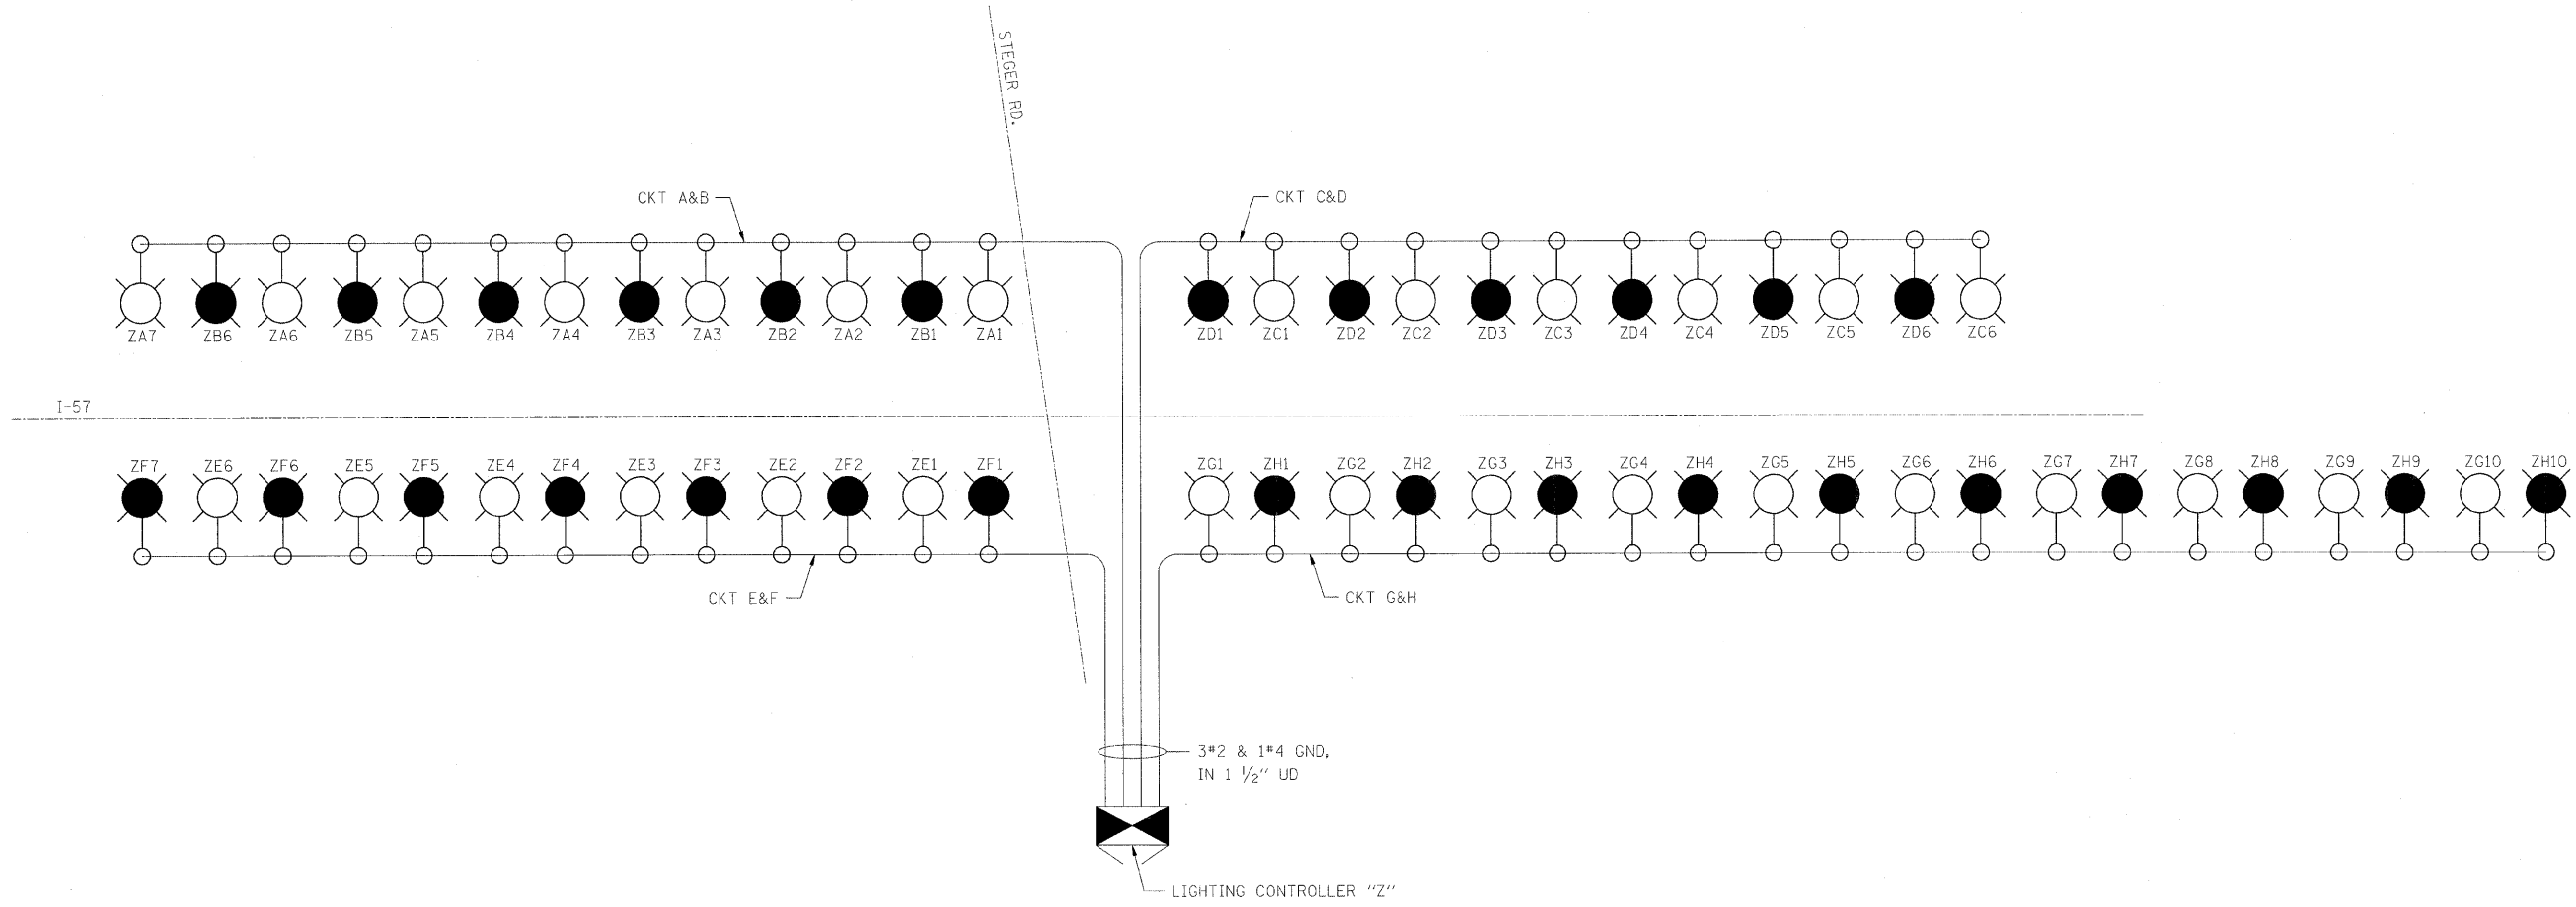 STEGER RD.
CKT A&B
CKT C&D
ZA7 ZB6 ZA6 ZB5 ZA5 ZB4 ZA4 ZB3 ZA3 ZB2 ZA2 ZB1 ZA1
ZD1 ZC1 ZD2 ZC2 ZD3 ZC3 ZD4 ZC4 ZD5 ZC5 ZD6 ZC6
I-57
ZF7 ZE6 ZF6 ZE5 ZF5 ZE4 ZF4 ZE3 ZF3 ZE2 ZF2 ZE1 ZF1
ZG1 ZH1 ZG2 ZH2 ZG3 ZH3 ZG4 ZH4 ZG5 ZH5 ZG6 ZH6 ZG7 ZH7 ZG8 ZH8 ZG9 ZH9 ZG10 ZH10
CKT E&F
CKT G&H
3#2 & 1#4 GND,
IN 1 1/2" UD
LIGHTING CONTROLLER "Z"